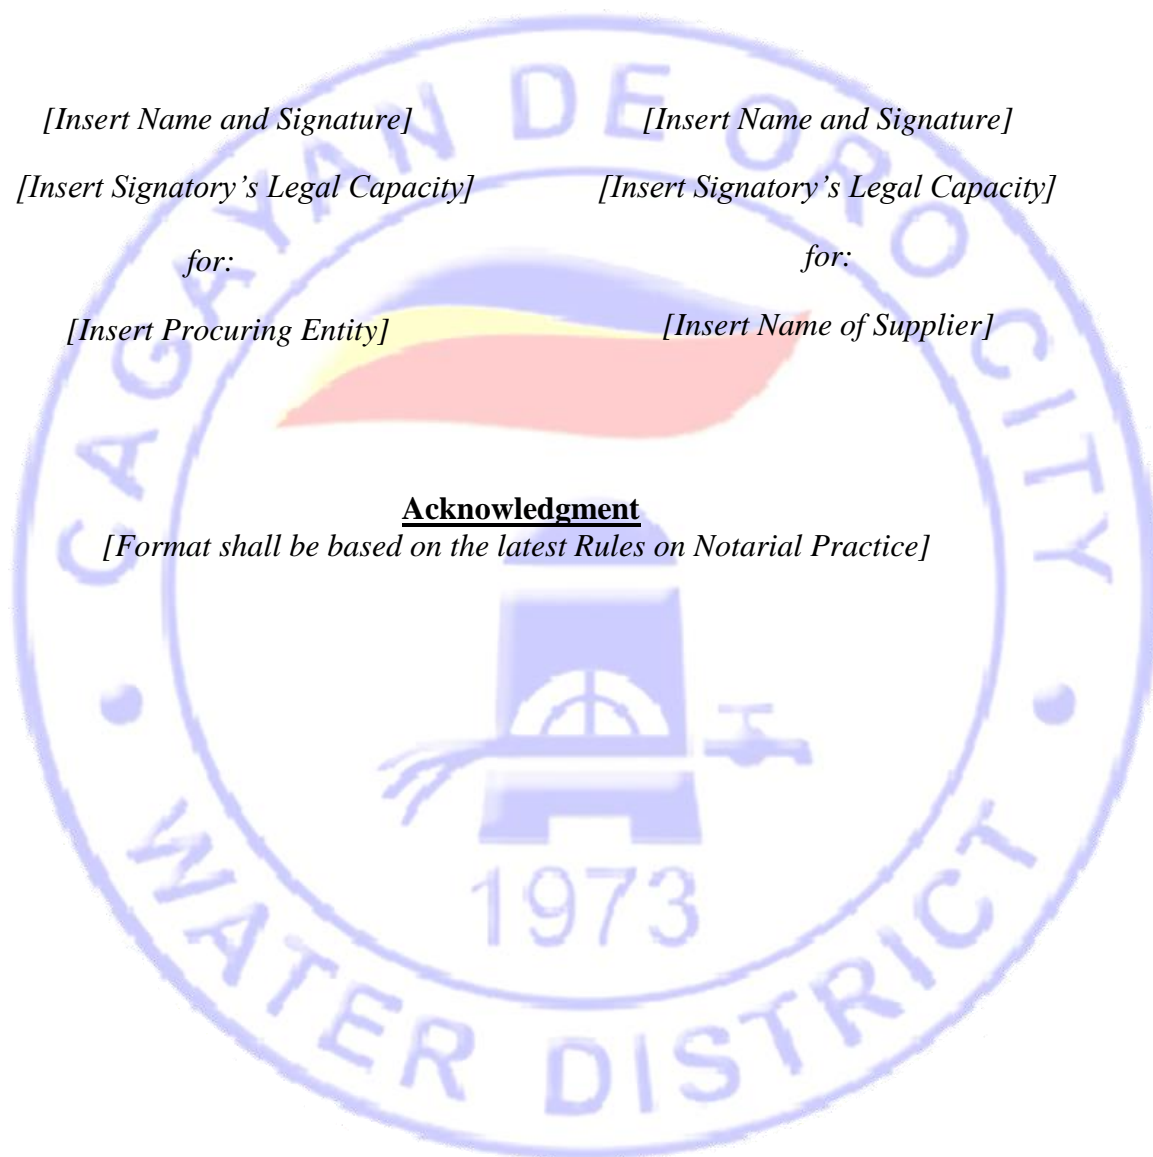 [Insert Name and Signature]
[Insert Signatory’s Legal Capacity]
for:
[Insert Procuring Entity]
[Insert Name and Signature]
[Insert Signatory’s Legal Capacity]
for:
[Insert Name of Supplier]
Acknowledgment
[Format shall be based on the latest Rules on Notarial Practice]
CAGAYAN DE ORO CITY
1973
WATER DISTRICT